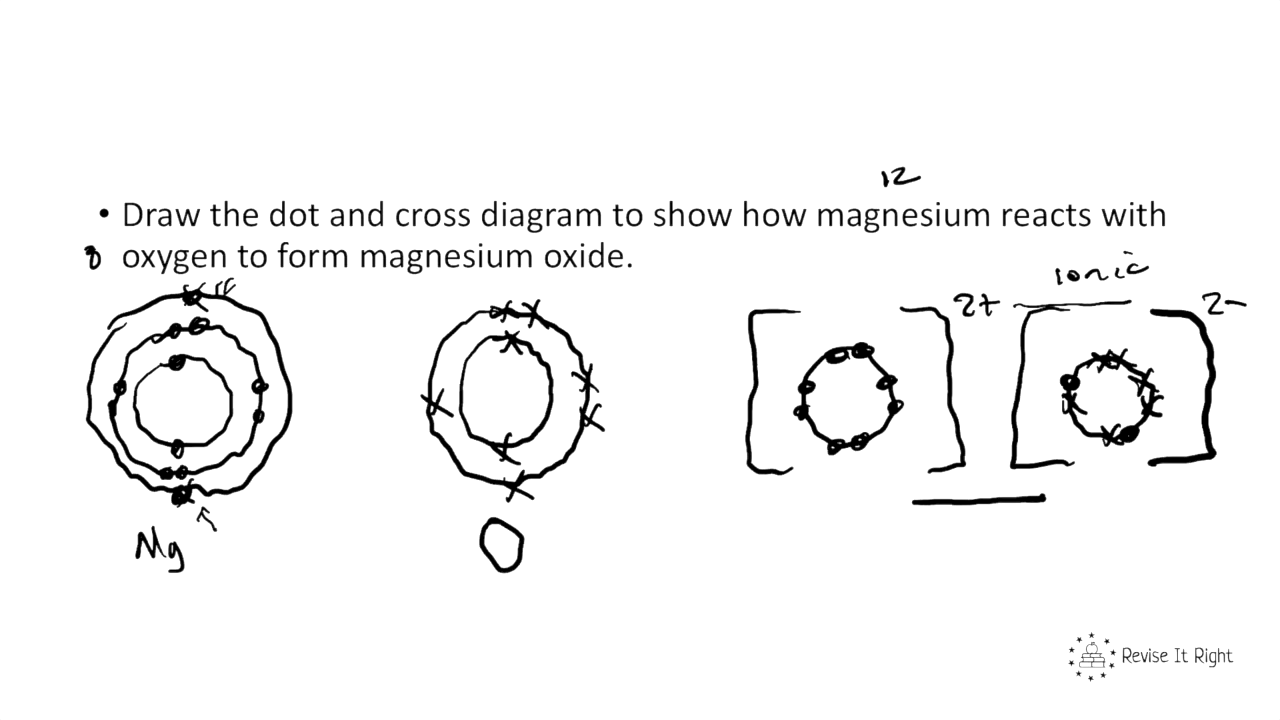 12
• Draw the dot and cross diagram to show how magnesium reacts with
8 oxygen to form magnesium oxide.
ionic
2+
2-
Mg
O
Revise It Right